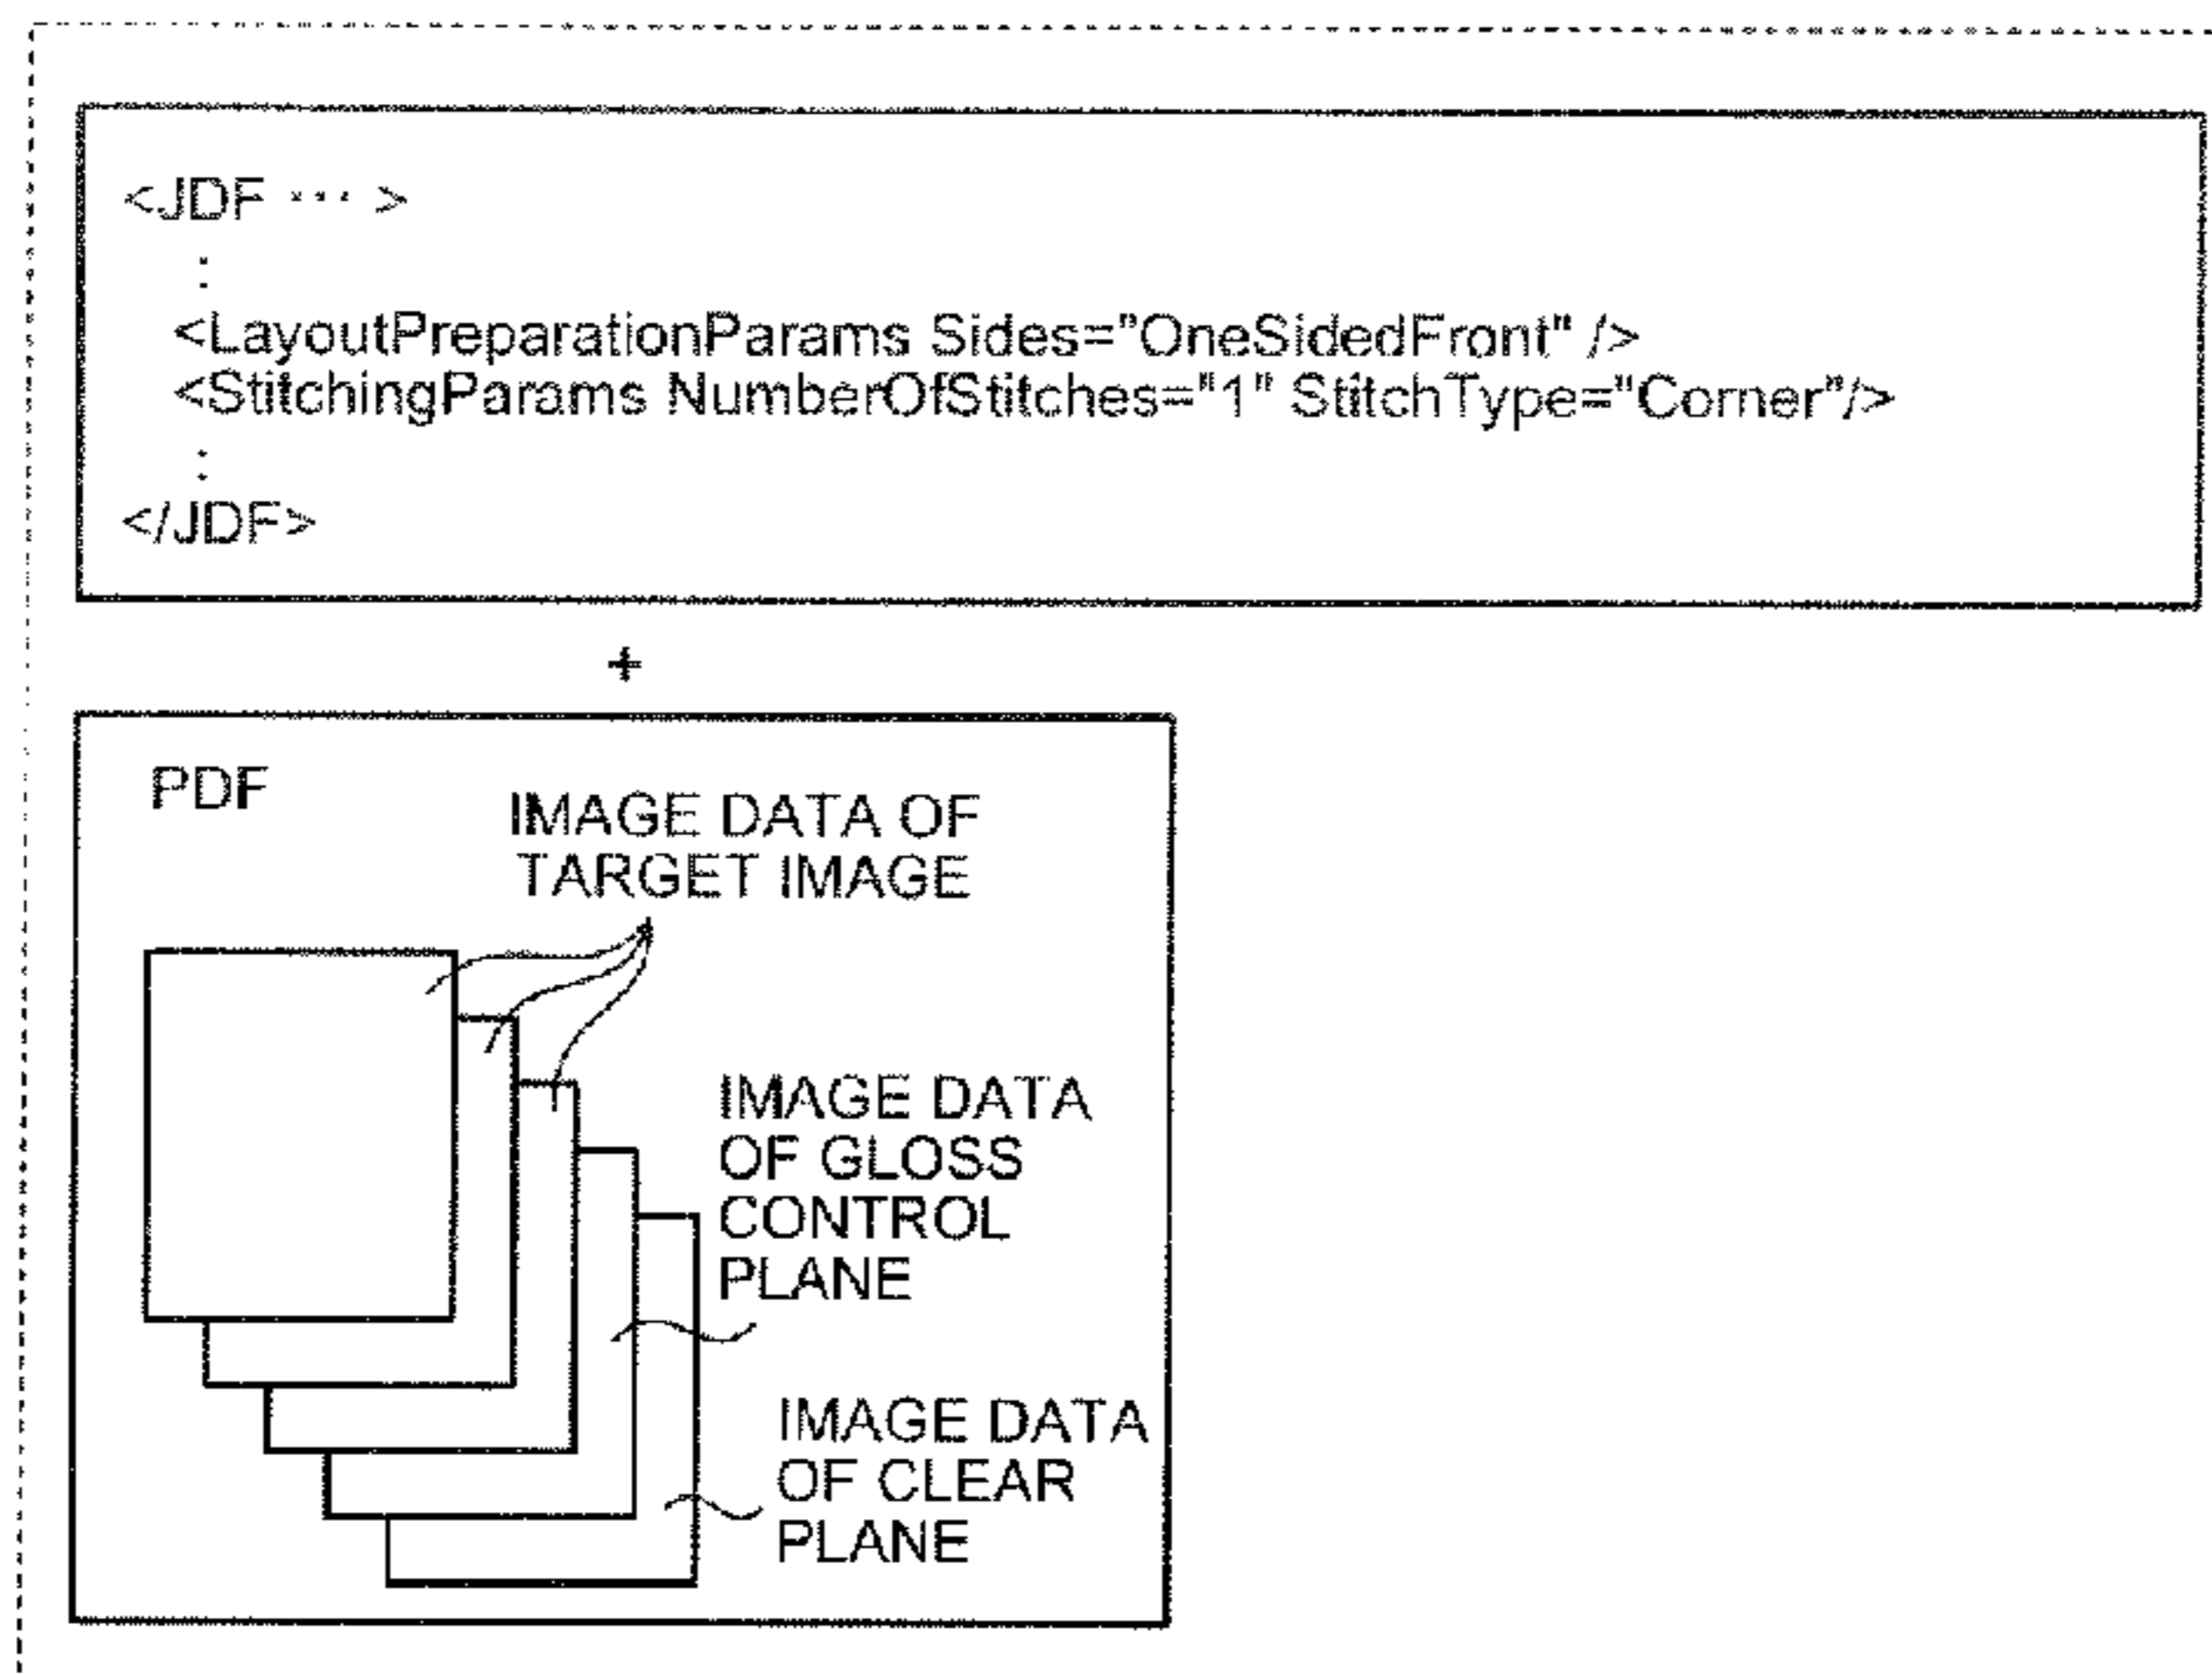 <JDF ··· >
:
<LayoutPreparationParams Sides="OneSidedFront" />
<StitchingParams NumberOfStitches="1" StitchType="Corner"/>
:
</JDF>
+
PDF
IMAGE DATA OF
TARGET IMAGE
IMAGE DATA
OF GLOSS
CONTROL
PLANE
IMAGE DATA
OF CLEAR
PLANE